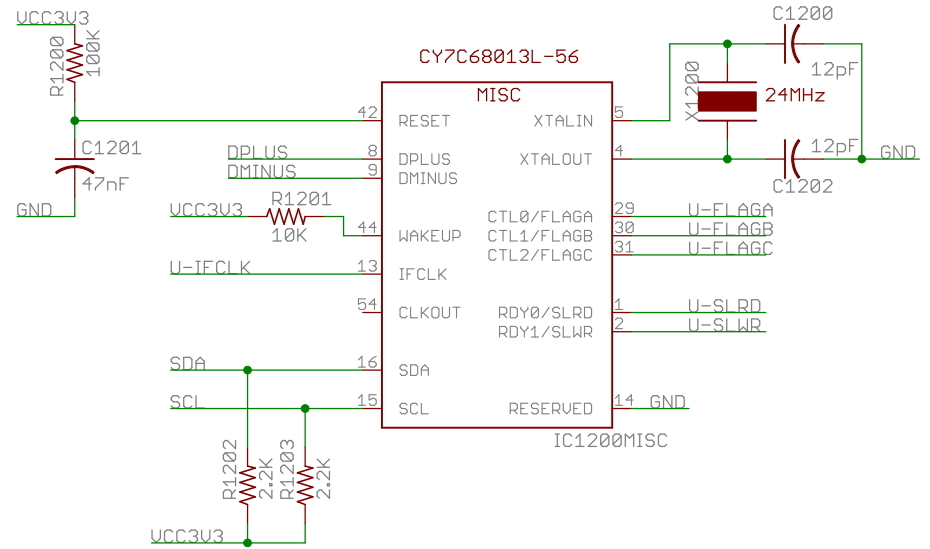 VCC3V3
R1200
100K
C1201
47nF
GND
CY7C68013L-56
MISC
42 RESET
DPLUS 8 DPLUS
DMINUS 9 DMINUS
VCC3V3 R1201
10K
44 WAKEUP
U-IFCLK 13 IFCLK
54 CLKOUT
SDA 16 SDA
SCL 15 SCL
R1202
2.2K
R1203
2.2K
VCC3V3
XTALIN 5
XTALOUT 4
CTL0/FLAGA 29 U-FLAGA
CTL1/FLAGB 30 U-FLAGB
CTL2/FLAGC 31 U-FLAGC
RDY0/SLRD 1 U-SLRD
RDY1/SLWR 2 U-SLWR
RESERVED 14 GND
IC1200MISC
C1200
12pF
X1200
24MHz
12pF
C1202
GND